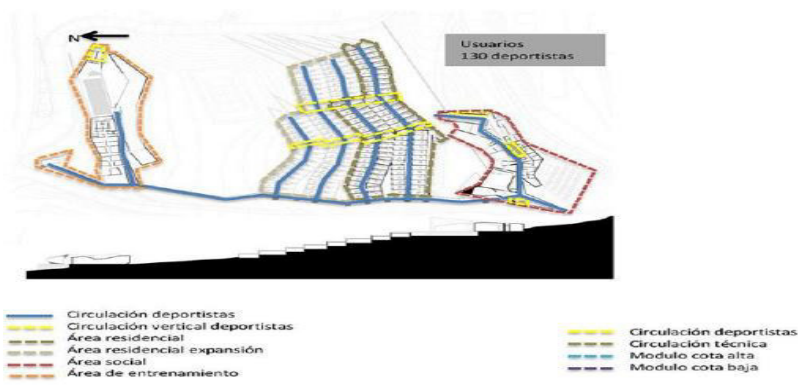 N
Usuarios
130 deportistas
Circulación deportistas
Circulación vertical deportistas
Área residencial
Área residencial expansión
Área social
Área de entrenamiento
Circulación deportistas
Circulación técnica
Modulo cota alta
Modulo cota baja